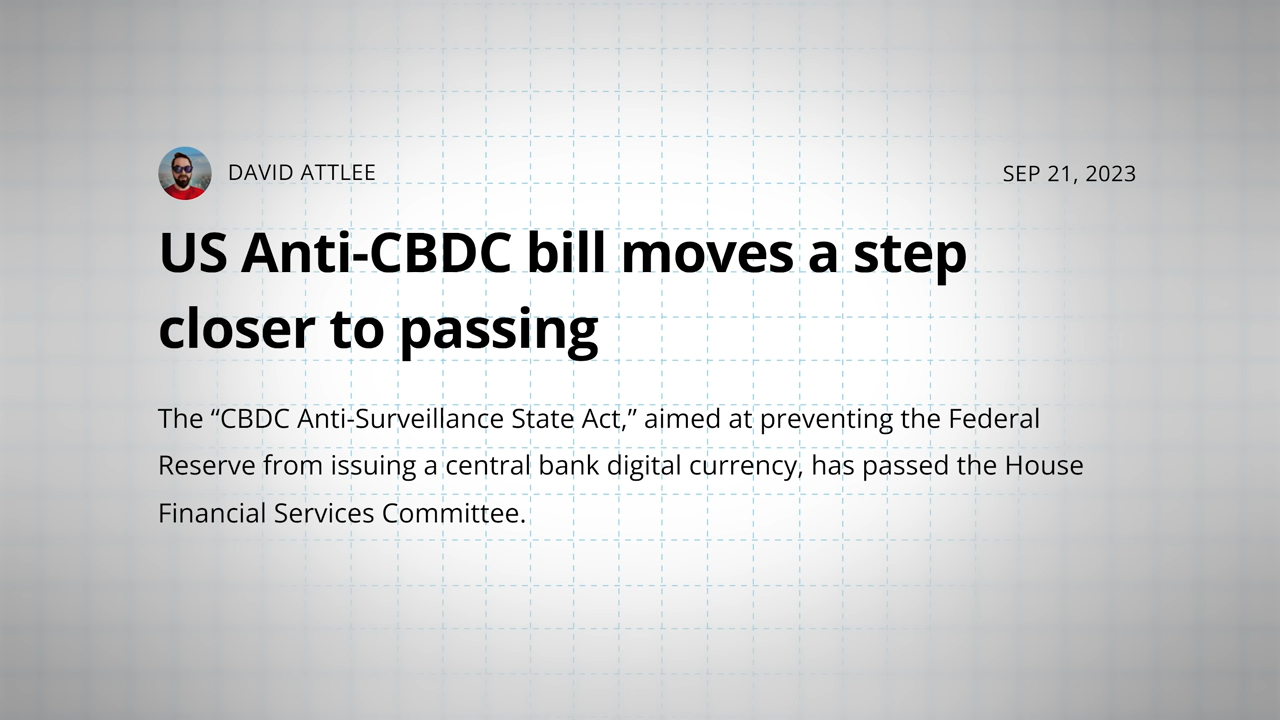 DAVID ATTLEE
SEP 21, 2023
US Anti-CBDC bill moves a step
closer to passing
The “CBDC Anti-Surveillance State Act,” aimed at preventing the Federal
Reserve from issuing a central bank digital currency, has passed the House
Financial Services Committee.